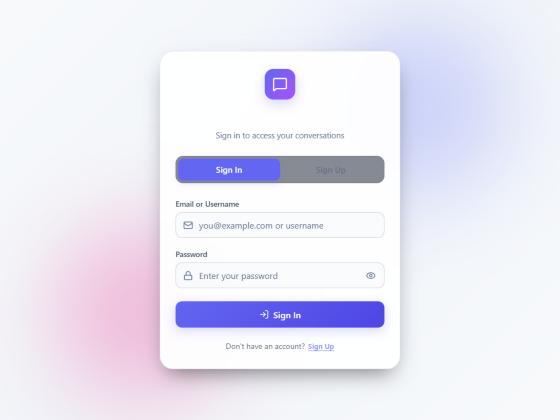 Sign in to access your conversations
Sign In
Sign Up
Email or Username
you@example.com or username
Password
Enter your password
Sign In
Don't have an account? Sign Up